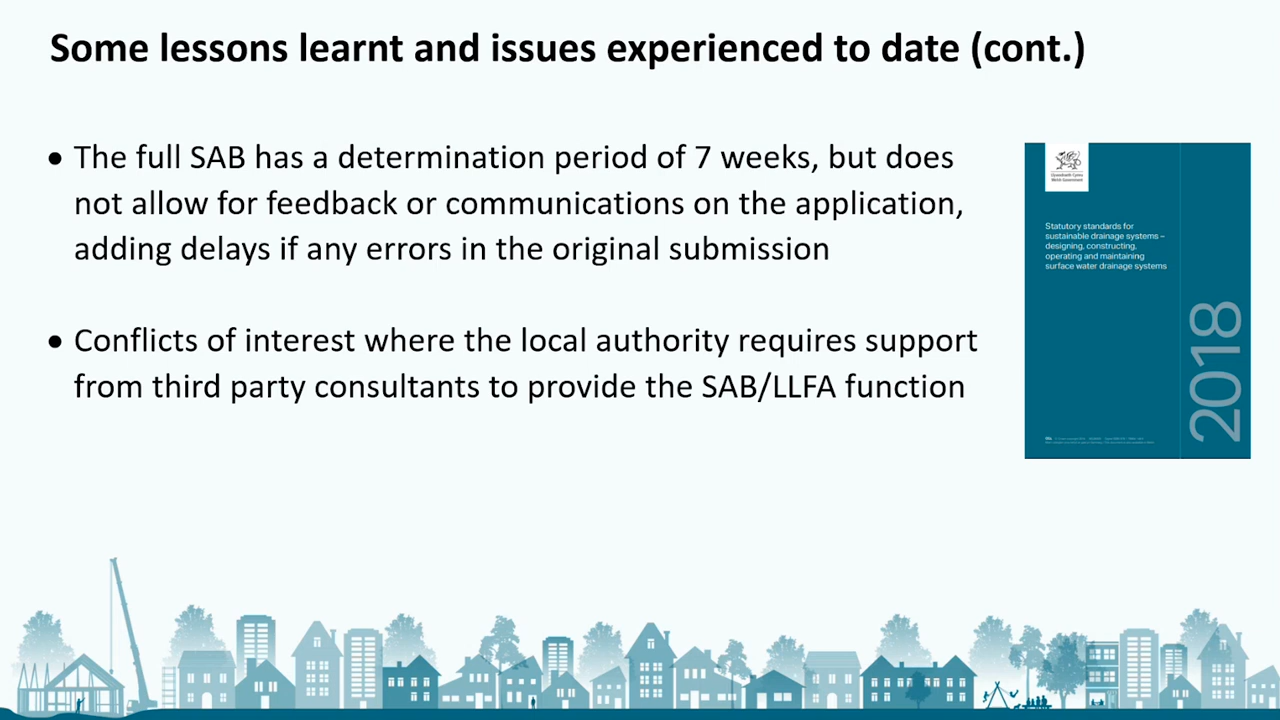 Some lessons learnt and issues experienced to date (cont.)
• The full SAB has a determination period of 7 weeks, but does
not allow for feedback or communications on the application,
adding delays if any errors in the original submission
• Conflicts of interest where the local authority requires support
from third party consultants to provide the SAB/LLFA function
Llywodraeth Cymru
Welsh Government
Statutory standards for
sustainable drainage systems –
designing, constructing,
operating and maintaining
surface water drainage systems
2018